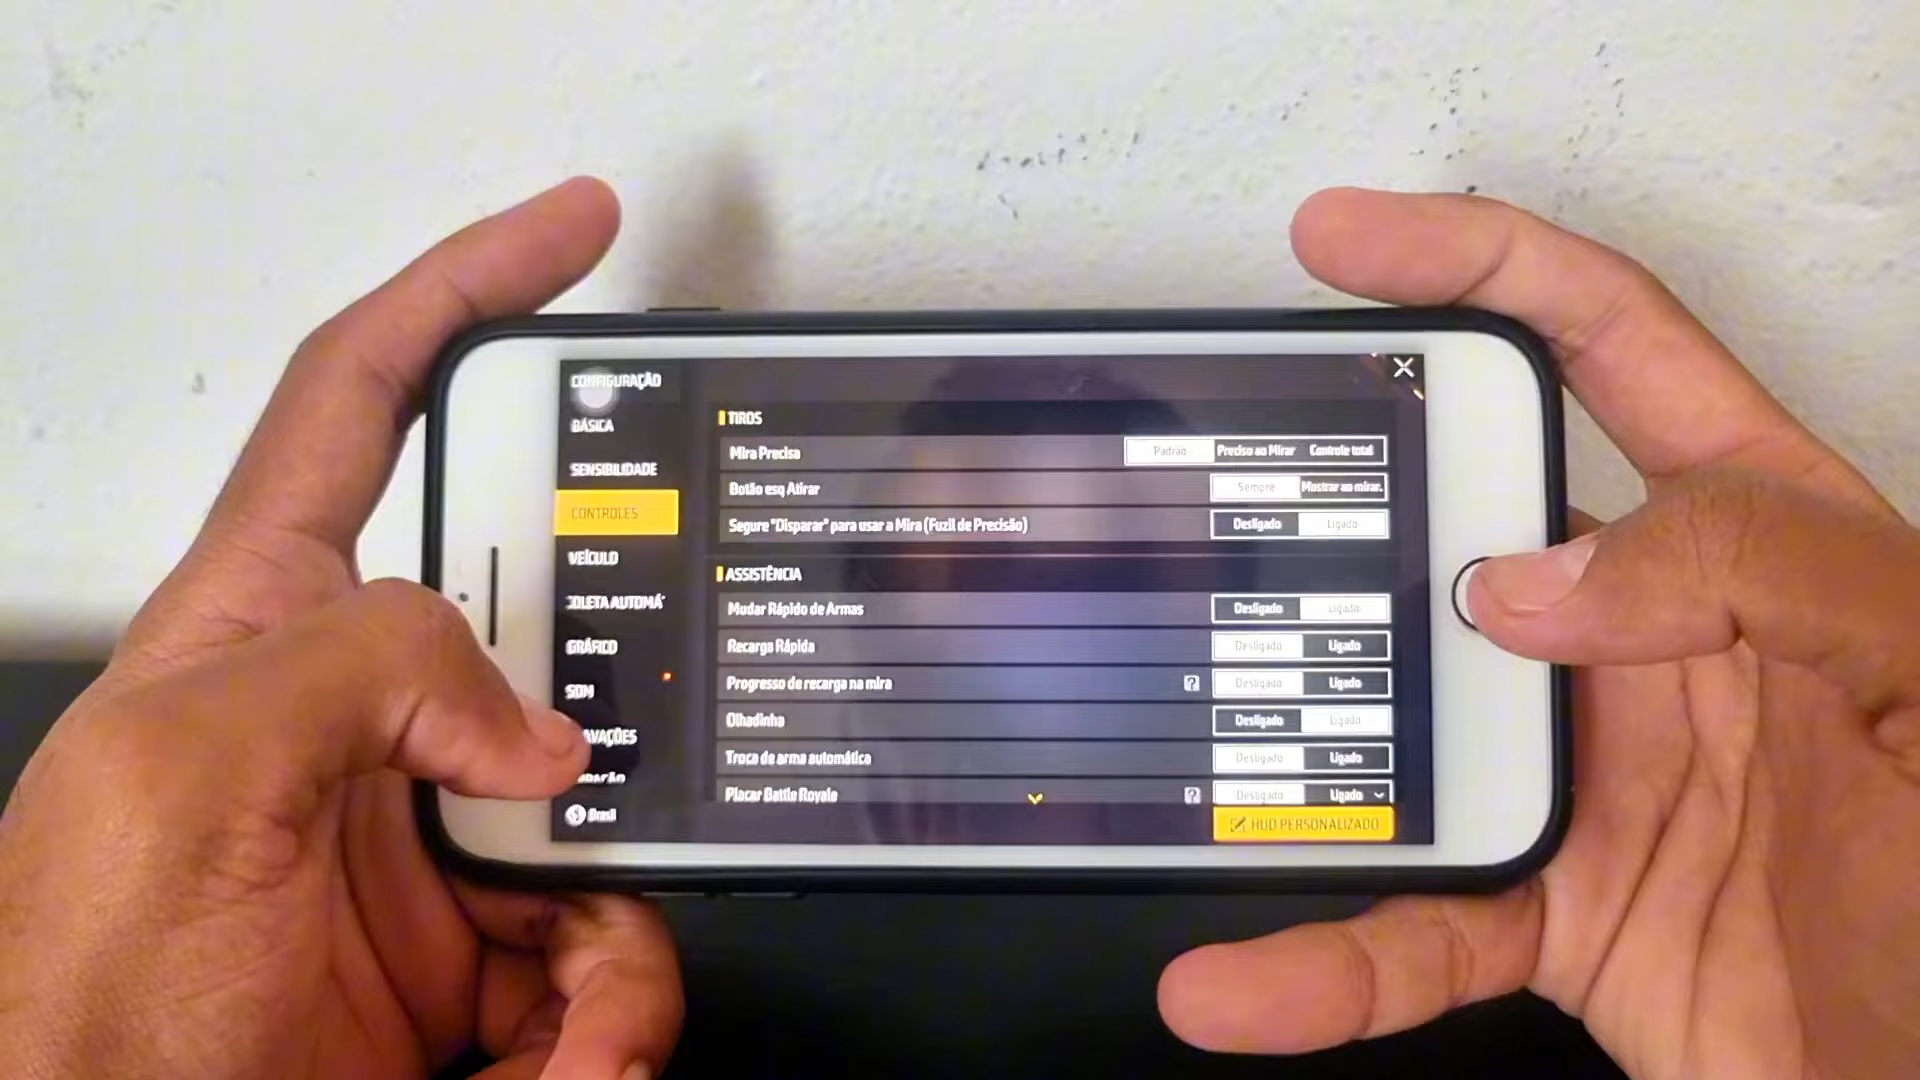 CONFIGURAÇÃO
BÁSICA
SENSIBILIDADE
CONTROLES
VEÍCULO
GRÁFICO
SOM
AVAÇÕES
Brasil
TIROS
Mira Precisa Padrão Preciso ao Mirar Controle total
Botão esq Atirar Sempre Mostrar ao mirar.
Segure "Disparar" para usar a Mira (Fuzil de Precisão) Desligado Ligado
ASSISTÊNCIA
Mudar Rápido de Armas Desligado Ligado
Recarga Rápida Desligado Ligado
Progresso de recarga na mira ? Desligado Ligado
Olhadinha Desligado Ligado
Troca de arma automática Desligado Ligado
Placar Battle Royale ? Desligado Ligado
HUD PERSONALIZADO